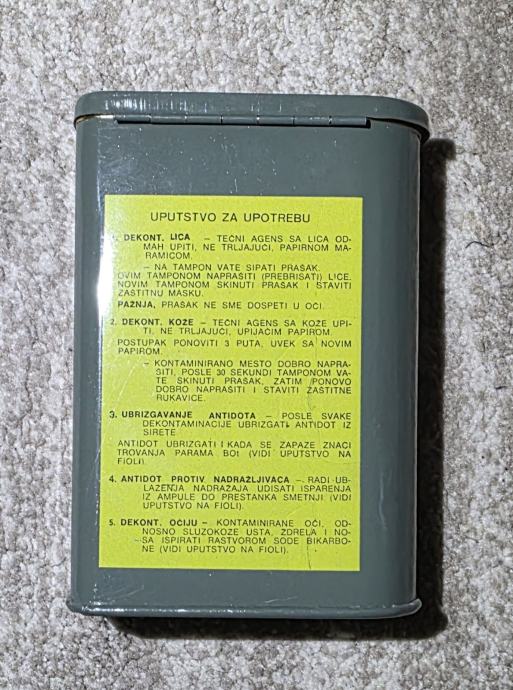 UPUTSTVO ZA UPOTREBU
1. DEKONT. LICA – TEČNI AGENS SA LICA OD-
MAH UPITI, NE TRLJAJUĆI, PAPIRNOM MA-
RAMICOM.
– NA TAMPON VATE SIPATI PRAŠAK.
OVIM TAMPONOM NAPRAŠITI (PREBRISATI) LICE.
NOVIM TAMPONOM SKINUTI PRAŠAK I STAVITI
ZAŠTITNU MASKU.
PAŽNJA, PRAŠAK NE SME DOSPETI U OČI.
2. DEKONT. KOŽE – TEČNI AGENS SA KOŽE UPI-
TI, NE TRLJAJUĆI, UPIJAĆIM PAPIROM.
POSTUPAK PONOVITI 3 PUTA, UVEK SA NOVIM
PAPIROM.
– KONTAMINIRANO MESTO DOBRO NAPRA-
ŠITI, POSLE 30 SEKUNDI TAMPONOM VA-
TE SKINUTI PRAŠAK, ZATIM PONOVO
DOBRO NAPRAŠITI I STAVITI ZAŠTITNE
RUKAVICE.
3. UBRIZGAVANJE ANTIDOTA – POSLE SVAKE
DEKONTAMINACIJE UBRIZGATI ANTIDOT IZ
SIRETE
ANTIDOT UBRIZGATI I KADA SE ZAPAZE ZNACI
TROVANJA PARAMA BOt (VIDI UPUTSTVO NA
FIOLI).
4. ANTIDOT PROTIV NADRAŽLJIVACA – RADI UB-
LAŽENJA NADRAŽAJA UDISATI ISPARENJA
IZ AMPULE DO PRESTANKA SMETNJI (VIDI
UPUTSTVO NA FIOLI).
5. DEKONT. OČIJU – KONTAMINIRANE OČI, OD-
NOSNO SLUZOKOZE USTA, ŽDRELA I NO-
SA ISPIRATI RASTVOROM SODE BIKARBO-
NE (VIDI UPUTSTVO NA FIOLI).